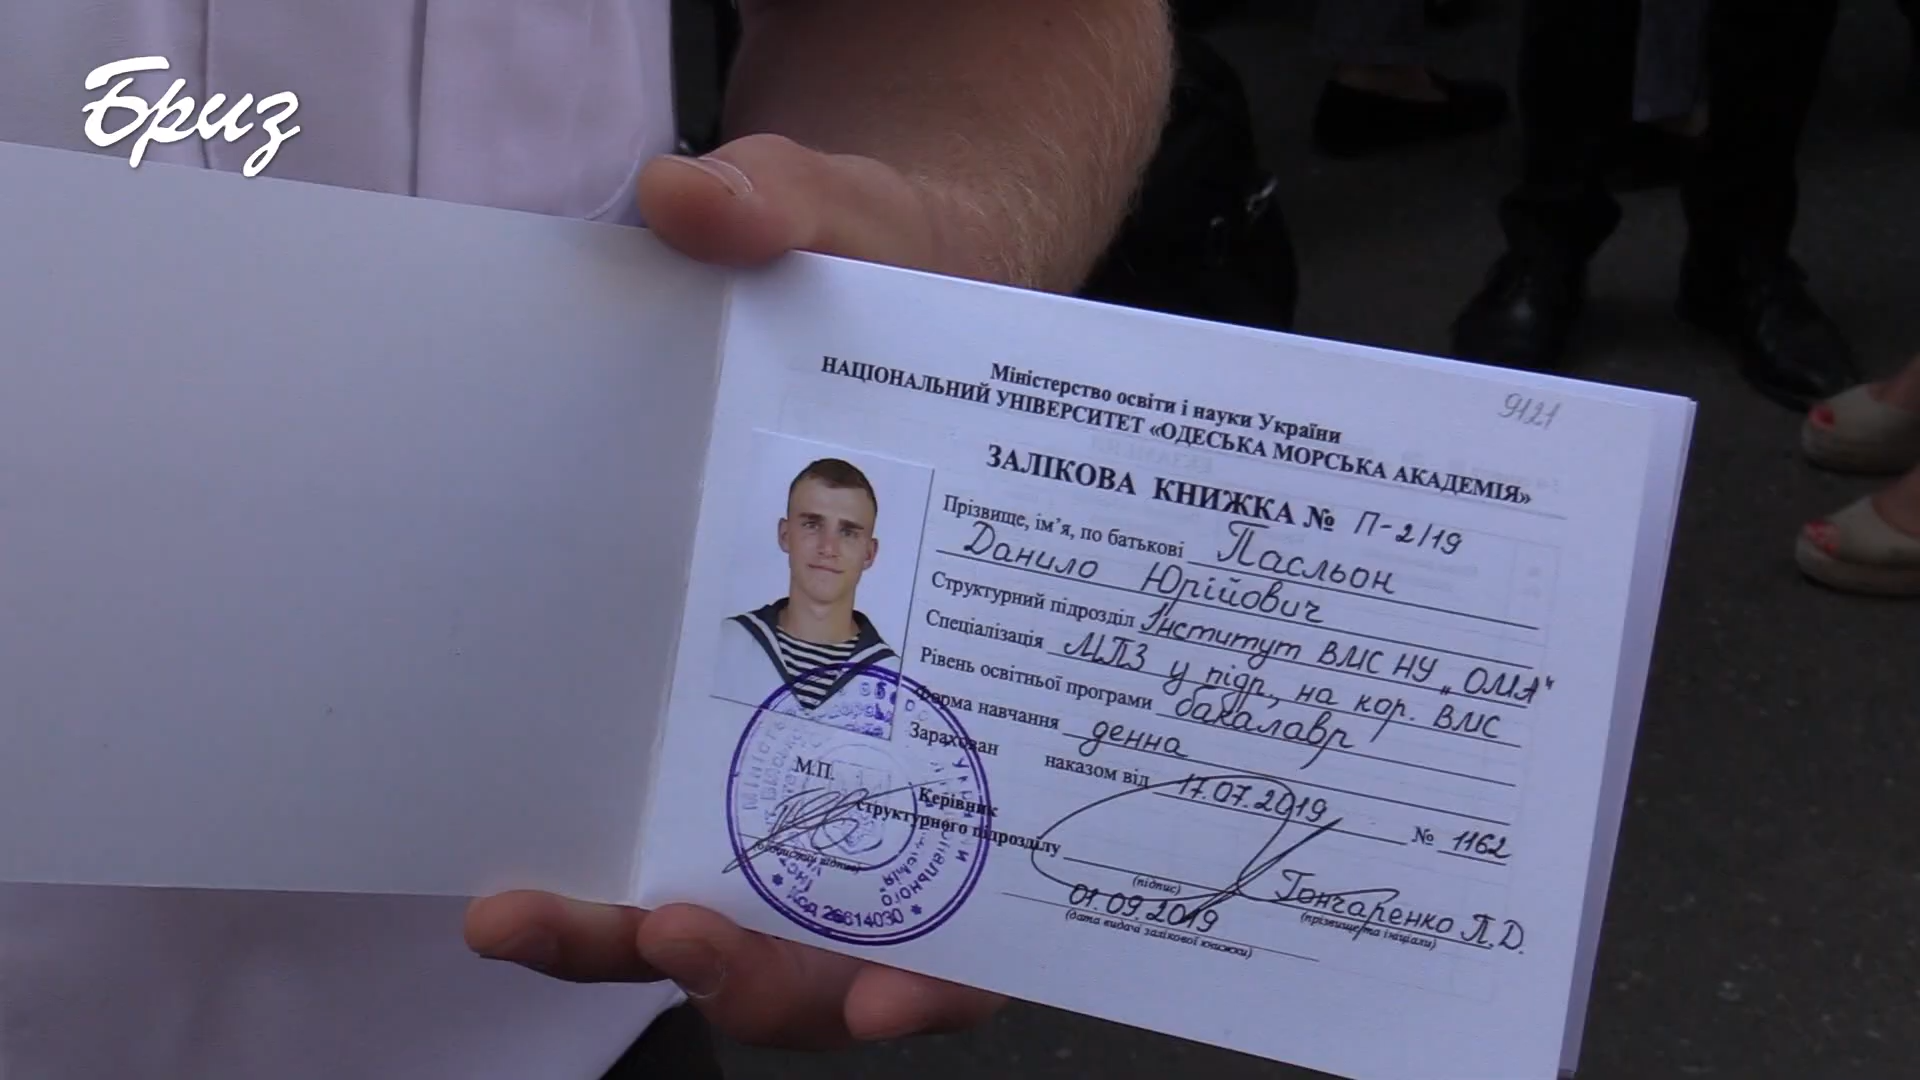 Бриз
9121
Міністерство освіти і науки України
НАЦІОНАЛЬНИЙ УНІВЕРСИТЕТ «ОДЕСЬКА МОРСЬКА АКАДЕМІЯ»
ЗАЛІКОВА КНИЖКА № П-2/19
Прізвище, ім'я, по батькові Пасльон
Данило Юрійович
Структурний підрозділ Інститут ВМС НУ „ОМА"
Спеціалізація МПЗ у підр., на кор. ВМС
Рівень освітньої програми бакалавр
Форма навчання денна
Зарахован наказом від 17.07.2019 № 1162
М.П.
Керівник
структурного підрозділу
(підпис)
Гончаренко П.Д.
(прізвище та ініціали)
01.09.2019
(дата видачі залікової книжки)
Код 26614030